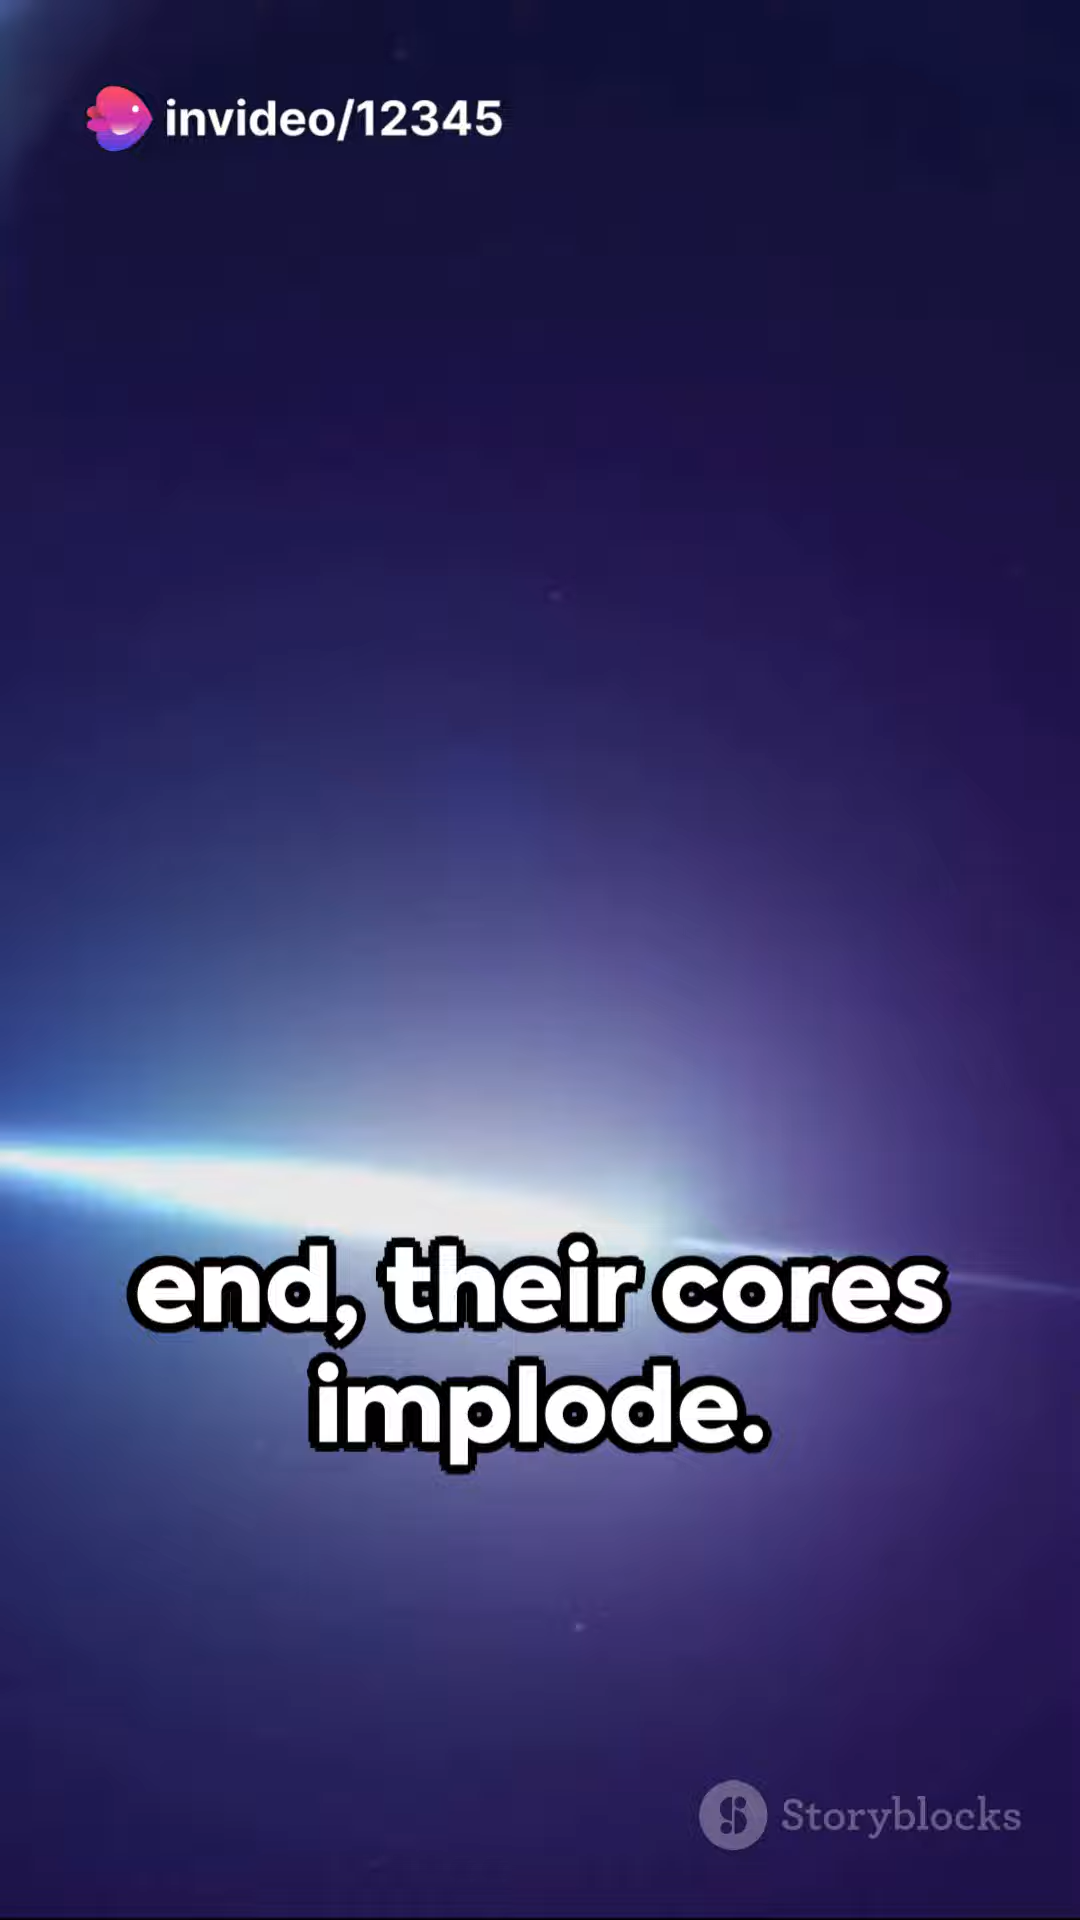 invideo/12345
end, their cores
implode.
Storyblocks